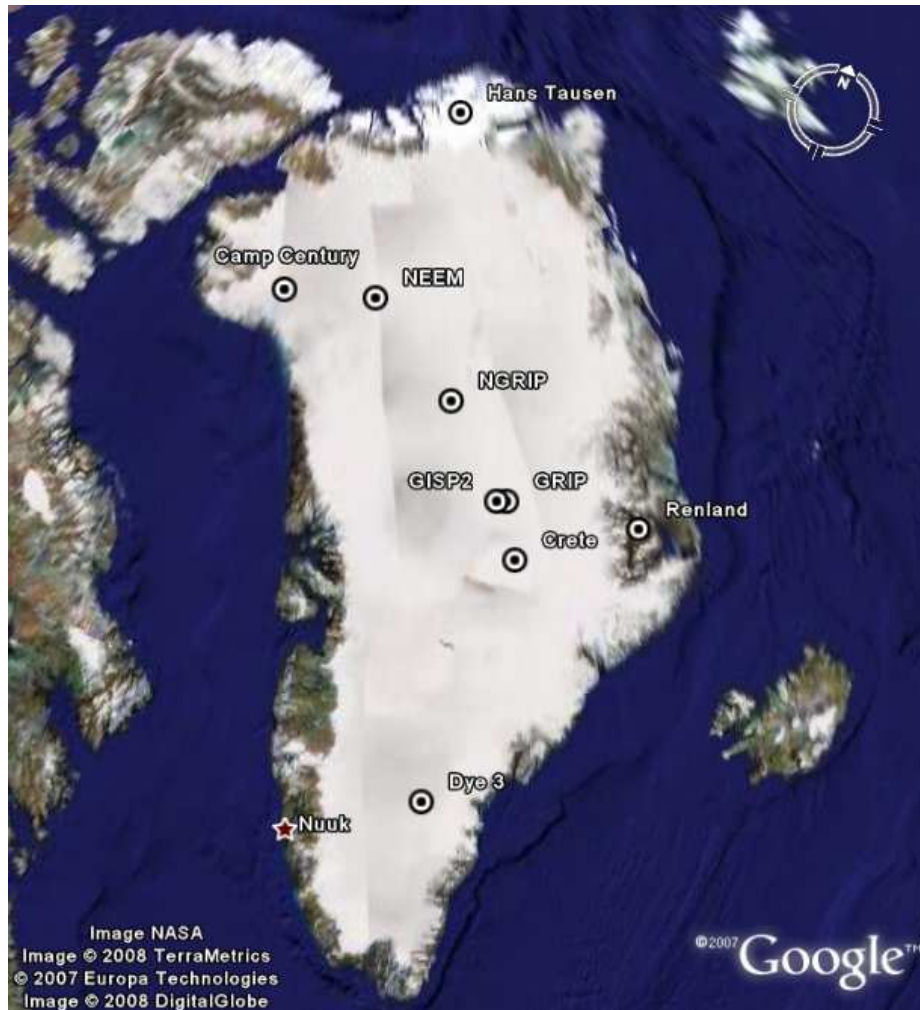 Hans Tausen
N
Camp Century
NEEM
NGRIP
GISP2
GRIP
Renland
Crete
Dye 3
Nuuk
Image NASA
Image © 2008 TerraMetrics
© 2007 Europa Technologies
Image © 2008 DigitalGlobe
©2007 Google™